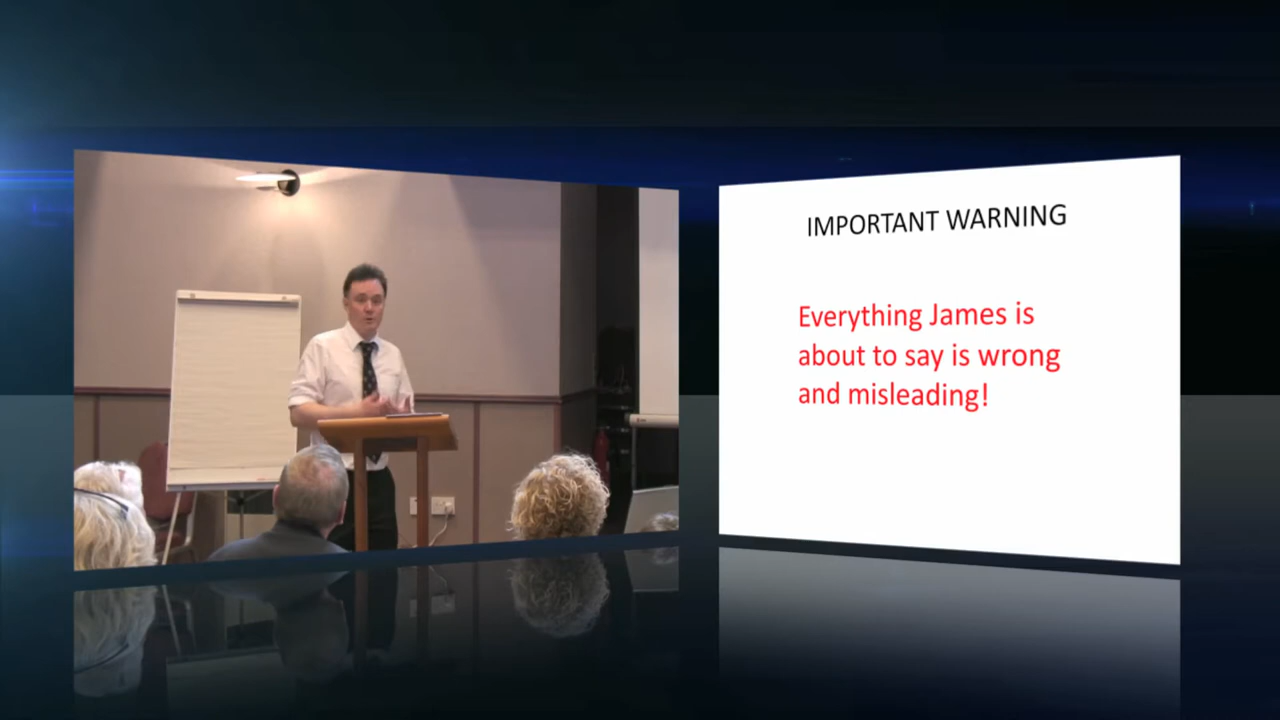 IMPORTANT WARNING
Everything James is
about to say is wrong
and misleading!